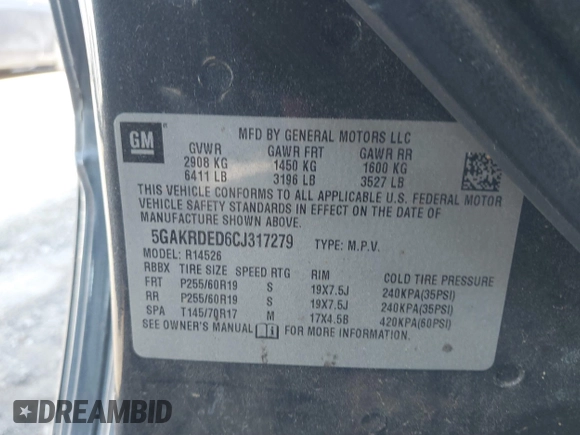 GM
MFD BY GENERAL MOTORS LLC
GVWR GAWR FRT GAWR RR
2908 KG 1450 KG 1600 KG
6411 LB 3196 LB 3527 LB
THIS VEHICLE CONFORMS TO ALL APPLICABLE U.S. FEDERAL MOTOR
VEHICLE SAFETY STANDARDS IN EFFECT ON THE DATE OF
MANUFACTURE SHOWN ABOVE.
5GAKRDED6CJ317279 TYPE: M.P.V.
MODEL: R14526
RBBX TIRE SIZE SPEED RTG RIM COLD TIRE PRESSURE
FRT P255/60R19 S 19X7.5J 240KPA(35PSI)
RR P255/60R19 S 19X7.5J 240KPA(35PSI)
SPA T145/70R17 M 17X4.5B 420KPA(60PSI)
SEE OWNER'S MANUAL FOR MORE INFORMATION.
DREAMBID